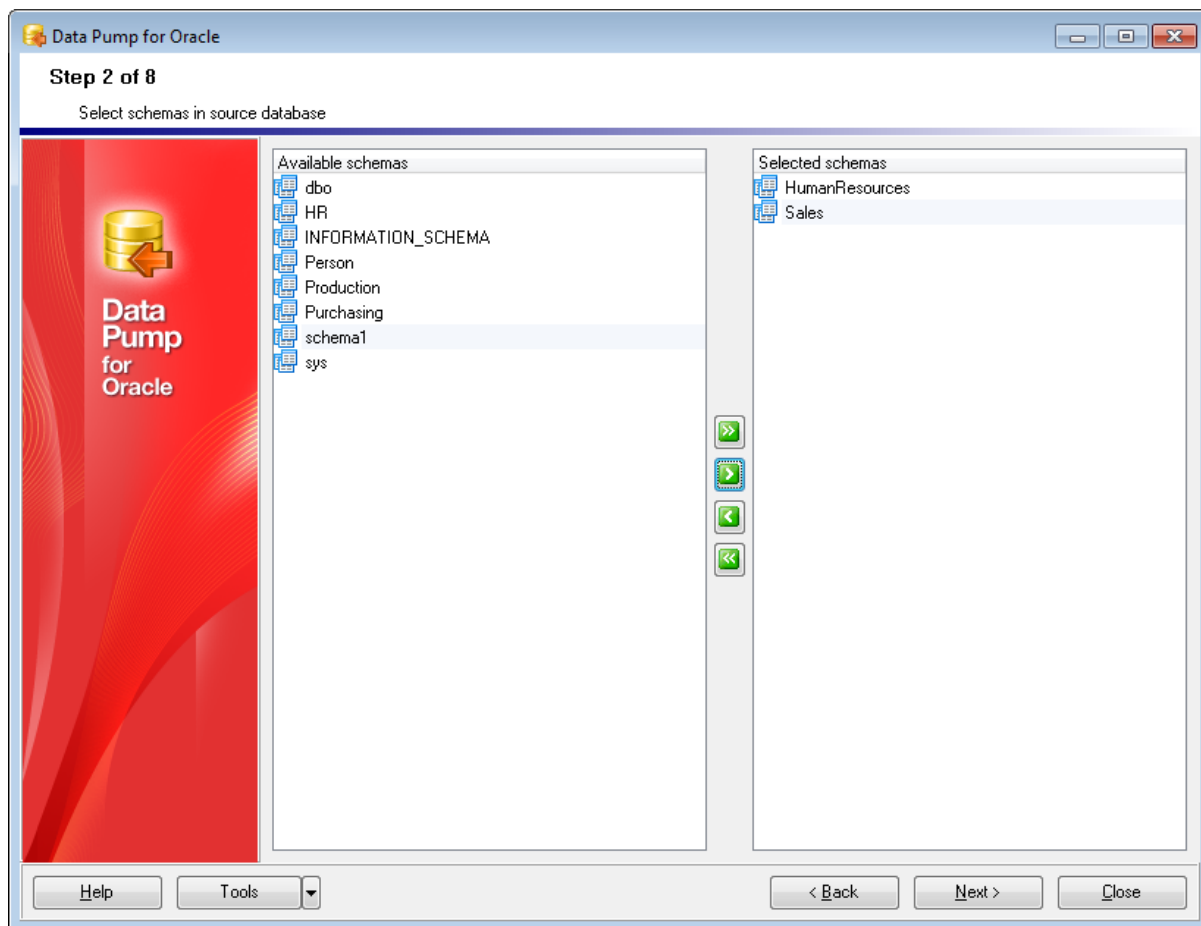 Data Pump for Oracle
Step 2 of 8
Select schemas in source database
Data
Pump
for
Oracle
Available schemas
dbo
HR
INFORMATION_SCHEMA
Person
Production
Purchasing
schema1
sys
Selected schemas
HumanResources
Sales
Help
Tools
< Back
Next >
Close